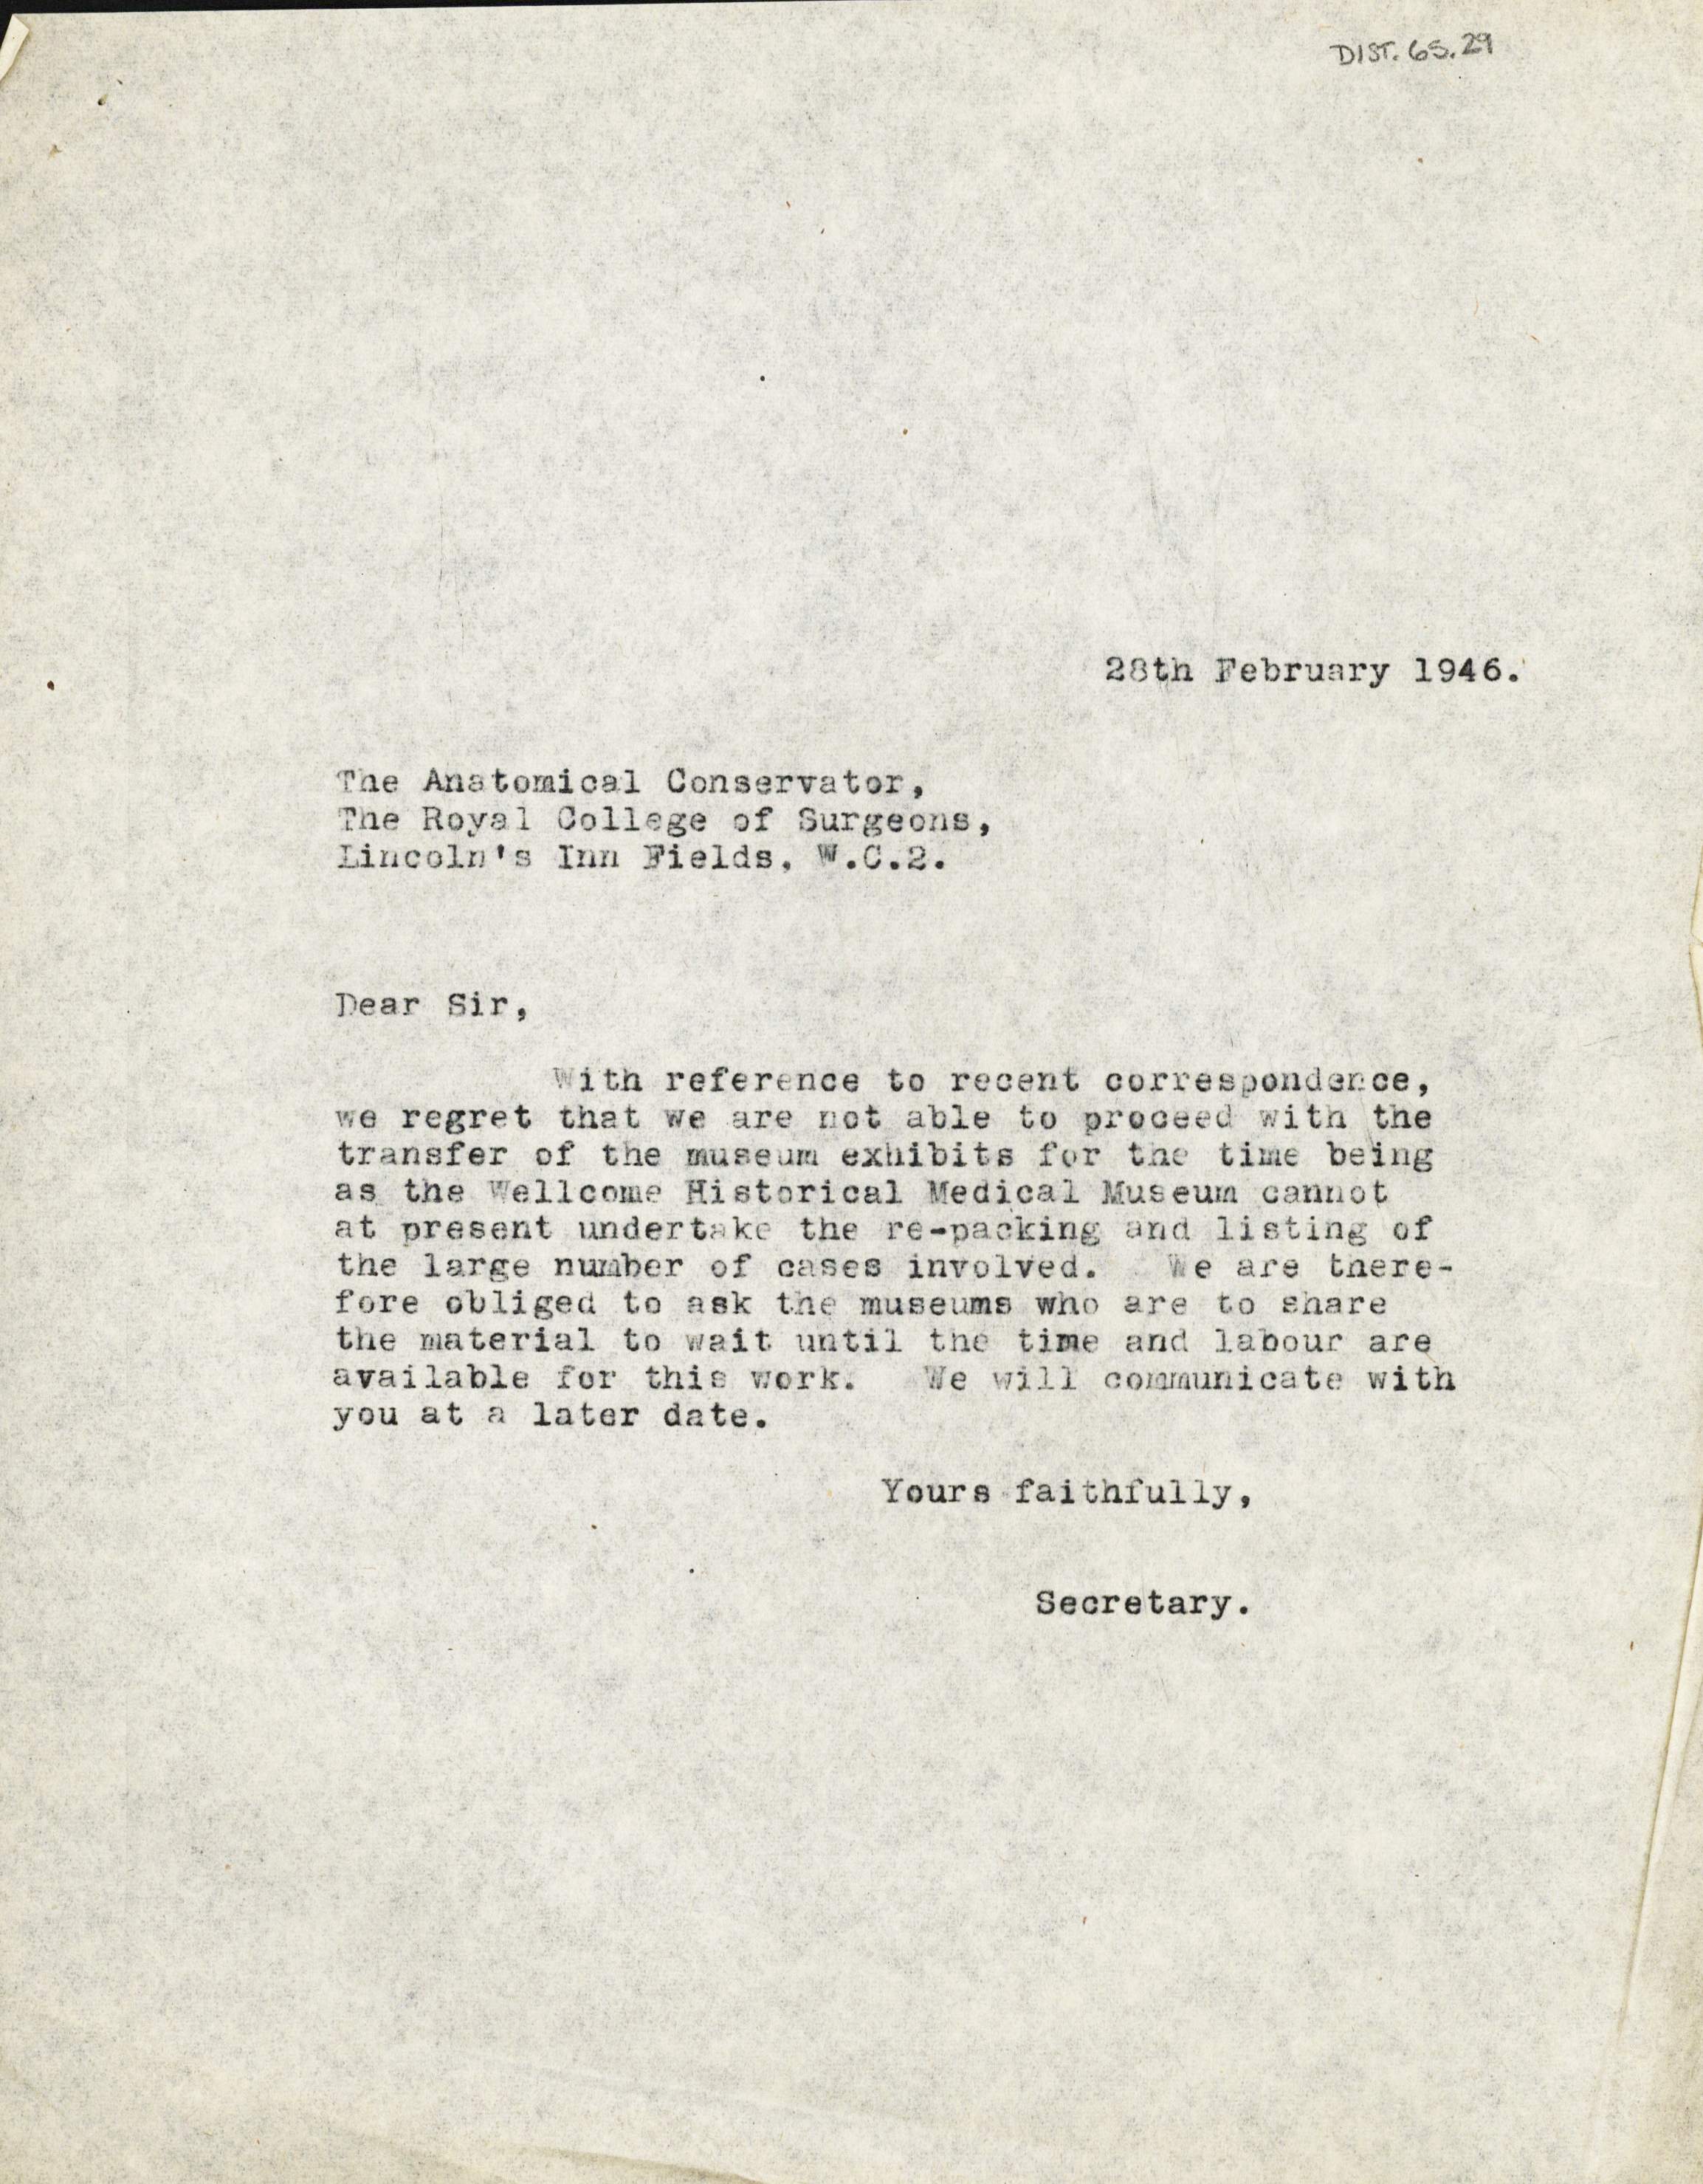 DIST. 65.29
28th February 1946.
The Anatomical Conservator,
The Royal College of Surgeons,
Lincoln's Inn Fields, W.C.2.
Dear Sir,
With reference to recent correspondence,
we regret that we are not able to proceed with the
transfer of the museum exhibits for the time being
as the Wellcome Historical Medical Museum cannot
at present undertake the re-packing and listing of
the large number of cases involved. We are there-
fore obliged to ask the museums who are to share
the material to wait until the time and labour are
available for this work. We will communicate with
you at a later date.
Yours faithfully,
Secretary.